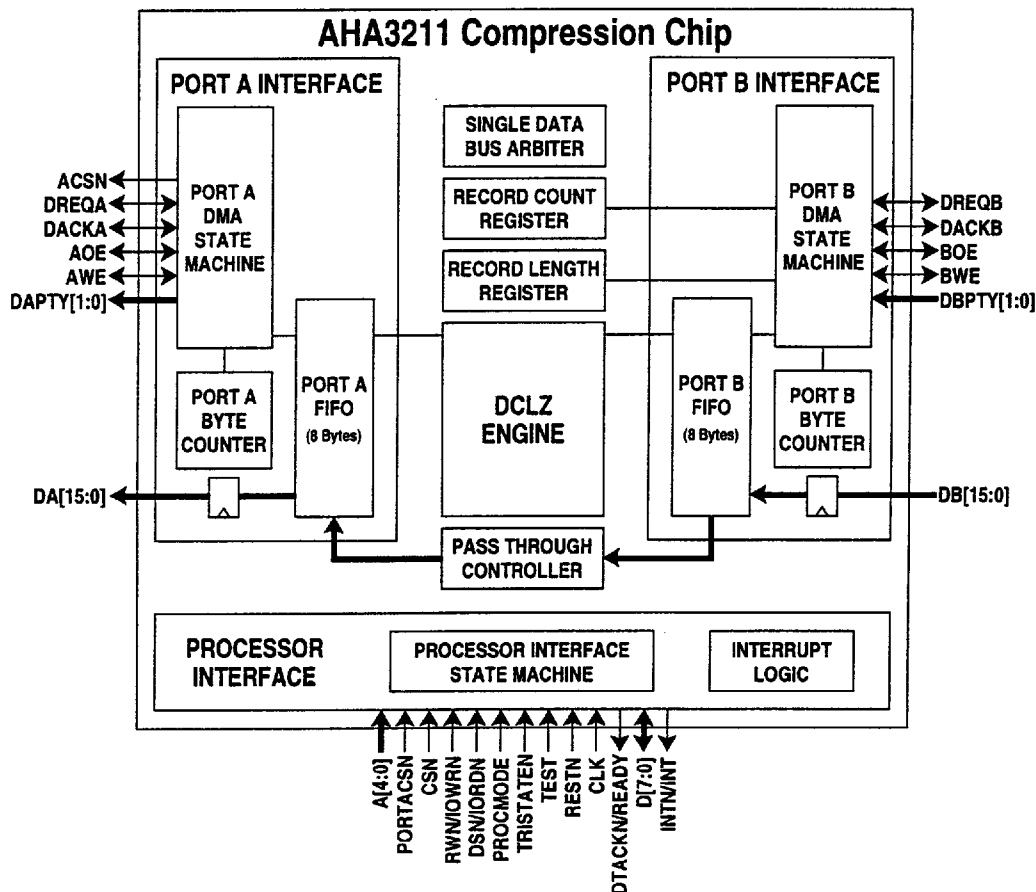 AHA3211 Compression Chip
PORT A INTERFACE
PORT A
DMA
STATE
MACHINE
PORT A
BYTE
COUNTER
PORT A
FIFO
(8 Bytes)
ACSN
DREQA
DACKA
AOE
AWE
DAPTY[1:0]
DA[15:0]
SINGLE DATA
BUS ARBITER
RECORD COUNT
REGISTER
RECORD LENGTH
REGISTER
DCLZ
ENGINE
PASS THROUGH
CONTROLLER
PORT B INTERFACE
PORT B
DMA
STATE
MACHINE
PORT B
FIFO
(8 Bytes)
PORT B
BYTE
COUNTER
DREQB
DACKB
BOE
BWE
DBPTY[1:0]
DB[15:0]
PROCESSOR
INTERFACE
PROCESSOR INTERFACE
STATE MACHINE
INTERRUPT
LOGIC
A[4:0]
PORTACSN
CSN
RWN/IOWRN
DSN/IORDN
PROCMODE
TRISTATEN
TEST
RESTN
CLK
DTACKN/READY
D[7:0]
INTN/INT